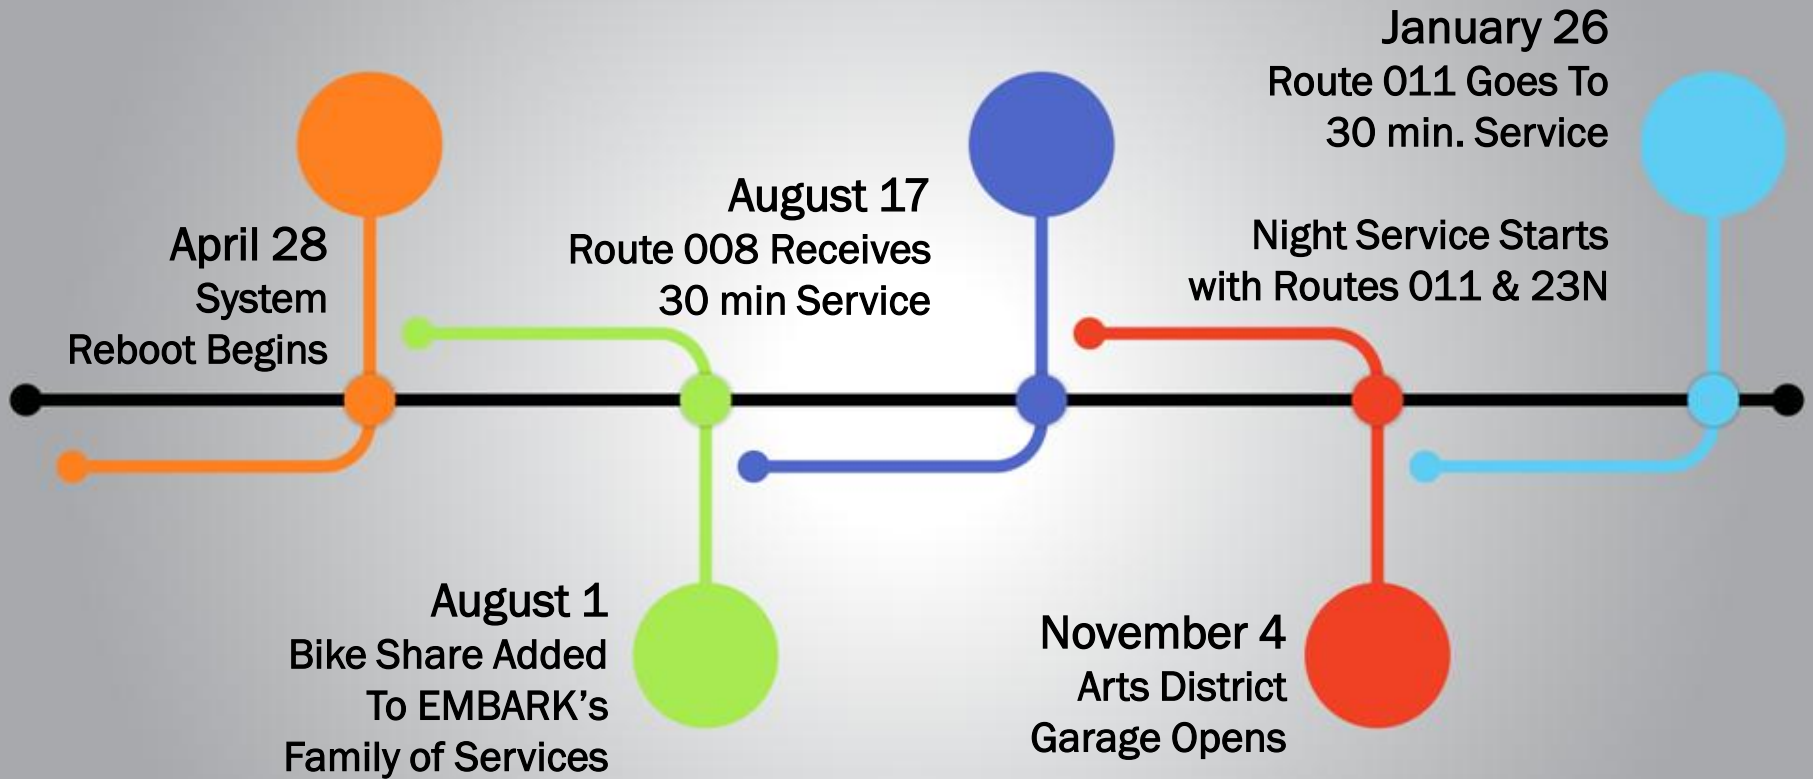 April 28
System
Reboot Begins
August 1
Bike Share Added
To EMBARK’s
Family of Services
August 17
Route 008 Receives
30 min Service
November 4
Arts District
Garage Opens
January 26
Route 011 Goes To
30 min. Service
Night Service Starts
with Routes 011 & 23N